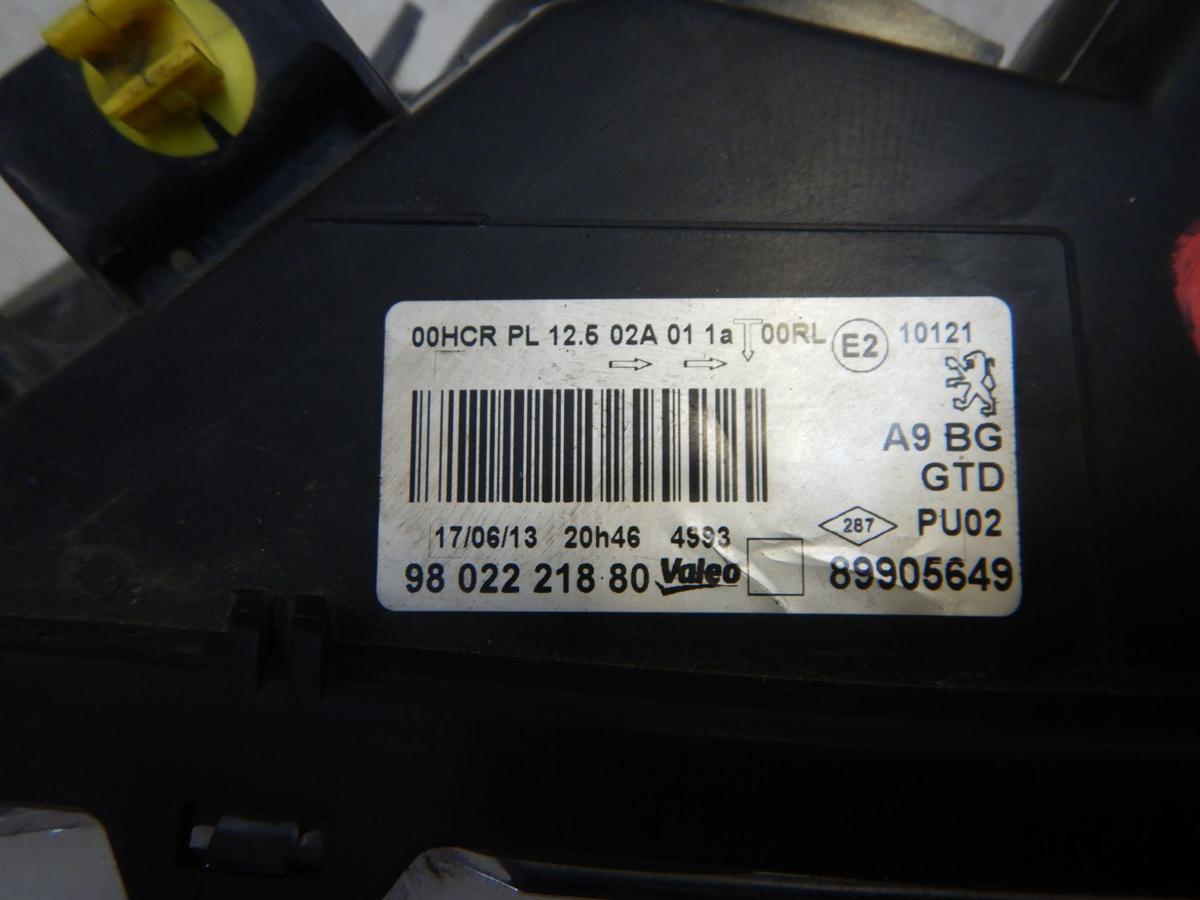 00HCR PL 12.5 02A 01 1a 00RL E2 10121
A9 BG
GTD
287 PU02
17/06/13 20h46 4993
98 022 218 80 Valeo 89905649